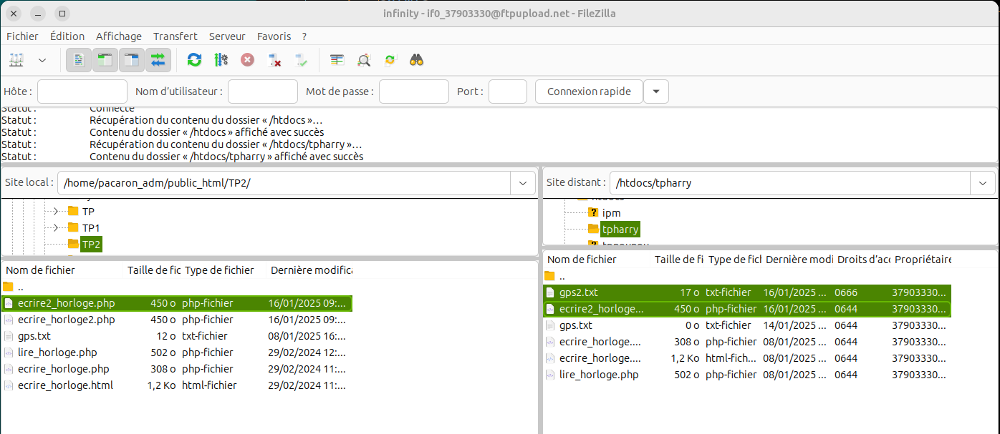 infinity - if0_37903330@ftpupload.net - FileZilla
Fichier Édition Affichage Transfert Serveur Favoris ?
Hôte : Nom d'utilisateur : Mot de passe : Port : Connexion rapide
Statut : Connecté
Statut : Récupération du contenu du dossier « /htdocs »…
Statut : Contenu du dossier « /htdocs » affiché avec succès
Statut : Récupération du contenu du dossier « /htdocs/tpharry »…
Statut : Contenu du dossier « /htdocs/tpharry » affiché avec succès
Site local : /home/pacaron_adm/public_html/TP2/
TP
TP1
TP2
Nom de fichier Taille de fic Type de fichier Dernière modifica
..
ecrire2_horloge.php 450 o php-fichier 16/01/2025 09:...
ecrire_horloge2.php 450 o php-fichier 16/01/2025 09:...
gps.txt 12 o txt-fichier 08/01/2025 16:...
lire_horloge.php 502 o php-fichier 29/02/2024 12:...
ecrire_horloge.php 308 o php-fichier 29/02/2024 11:...
ecrire_horloge.html 1,2 Ko html-fichier 29/02/2024 11:...
Site distant : /htdocs/tpharry
htdocs
ipm
tpharry
Nom de fichier Taille de fi Type de fich Dernière modi Droits d'acc Propriétaire
..
gps2.txt 17 o txt-fichier 16/01/2025 ... 0666 37903330...
ecrire2_horloge... 450 o php-fichier 16/01/2025 ... 0644 37903330...
gps.txt 0 o txt-fichier 14/01/2025 ... 0644 37903330...
ecrire_horloge.... 308 o php-fichier 08/01/2025 ... 0644 37903330...
ecrire_horloge.... 1,2 Ko html-fich... 08/01/2025 ... 0644 37903330...
lire_horloge.php 502 o php-fichier 08/01/2025 ... 0644 37903330...